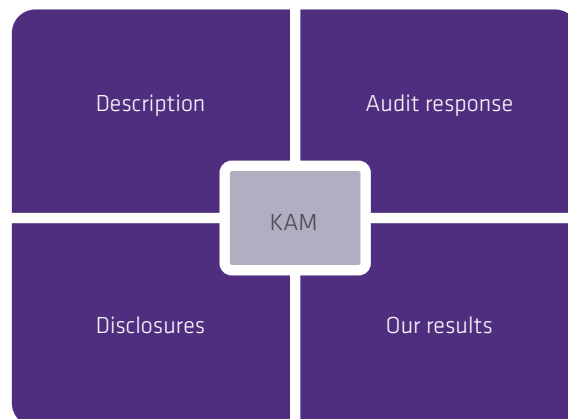 Description
Audit response
KAM
Disclosures
Our results